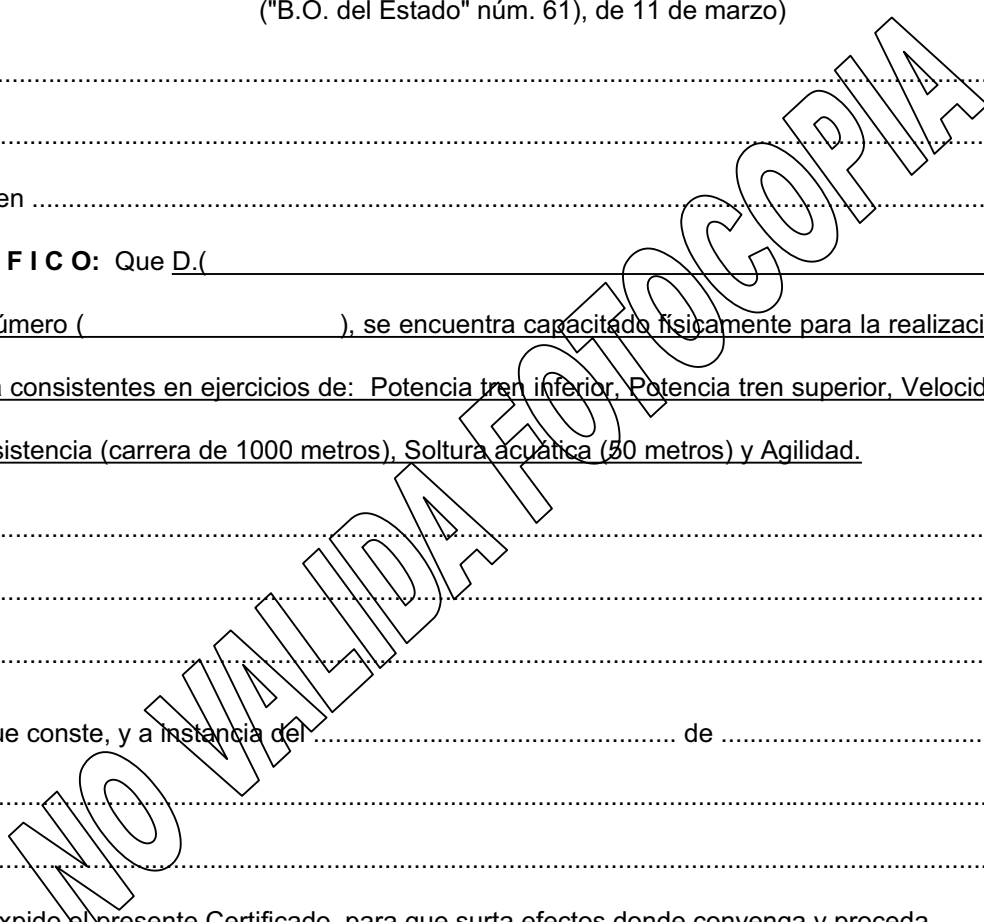 ("B.O. del Estado" núm. 61), de 11 de marzo)
en ....................................................................
F I C O: Que D.(
úmero ( ), se encuentra capacitado físicamente para la realizaci
a consistentes en ejercicios de: Potencia tren inferior, Potencia tren superior, Velocid
sistencia (carrera de 1000 metros), Soltura acuática (50 metros) y Agilidad.
ue conste, y a instancia del .................................................... de .....................................
xpido el presente Certificado, para que surta efectos donde convenga y proceda
NO VALIDA FOTOCOPIA